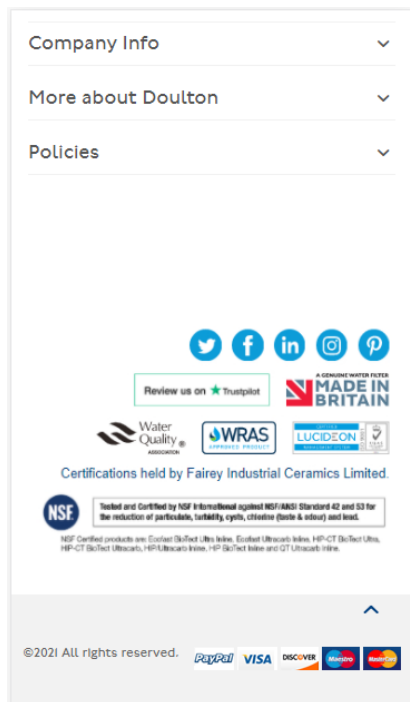 Company Info
More about Doulton
Policies
Review us on Trustpilot
A GENUINE WATER FILTER
MADE IN
BRITAIN
Water
Quality
ASSOCIATION
WRAS
APPROVED PRODUCT
LUCIDEON
Certifications held by Fairey Industrial Ceramics Limited.
NSF
Tested and Certified by NSF International against NSF/ANSI Standard 42 and 53 for
the reduction of particulate, turbidity, cysts, chlorine (taste & odour) and lead.
NSF Certified products are: Ecofast BioTect Ultra Inline, Ecofast Ultracarb Inline, HIP-CT BioTect Ultra,
HIP-CT BioTect Ultracarb, HIP/Ultracarb Inline, HIP BioTect Inline and QT Ultracarb Inline.
©2021 All rights reserved.
PayPal VISA DISCOVER Maestro MasterCard